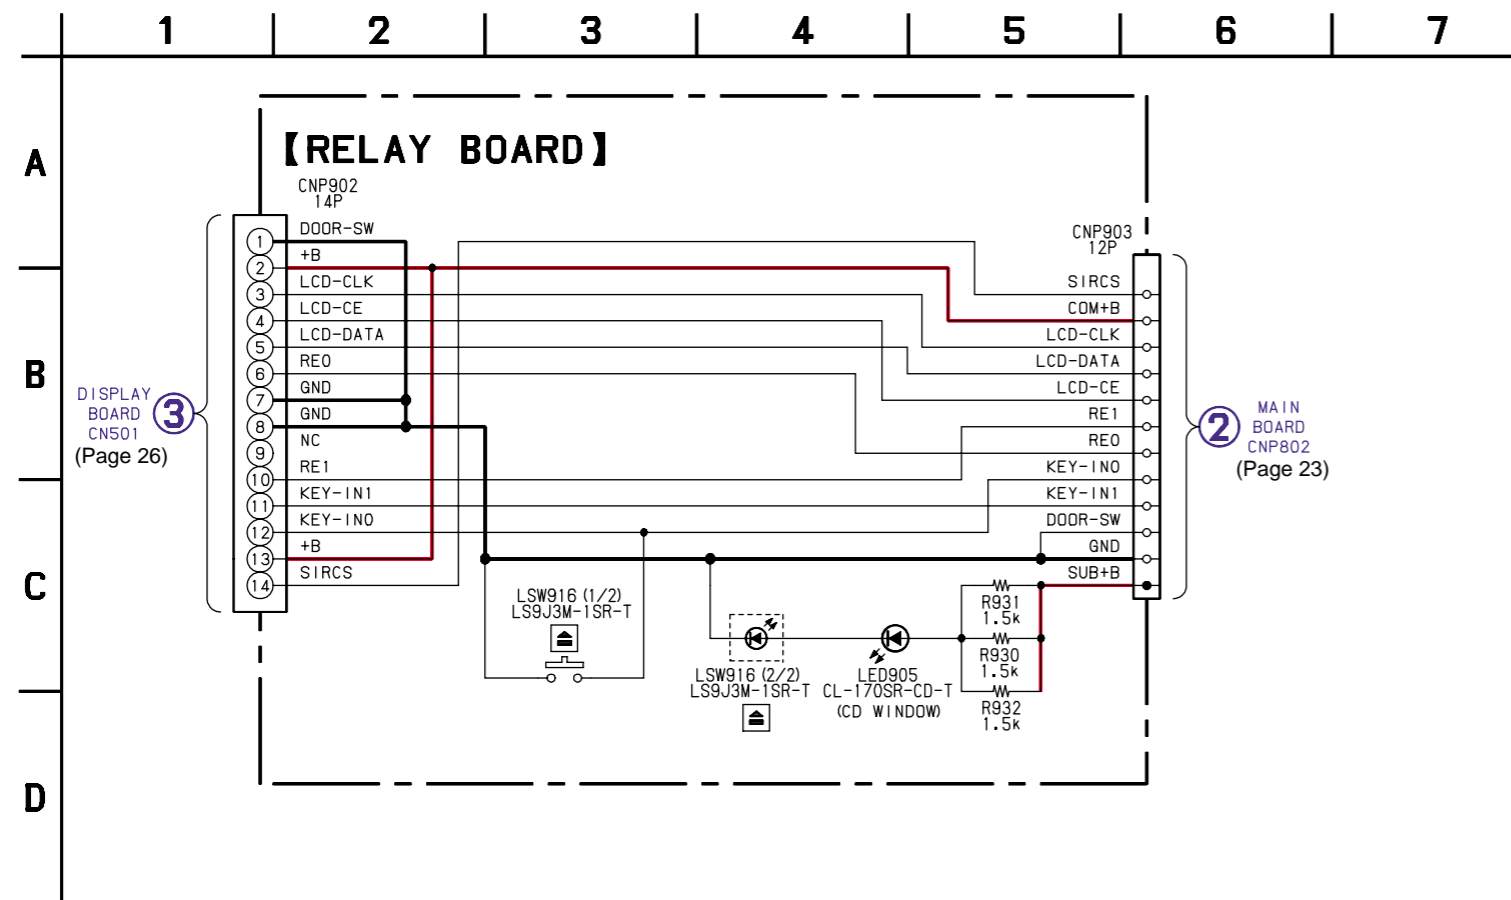 1 2 3 4 5 6 7
A
B
C
D
【RELAY BOARD】
CNP902
14P
1 DOOR-SW
2 +B
3 LCD-CLK
4 LCD-CE
5 LCD-DATA
6 RE0
7 GND
8 GND
9 NC
10 RE1
11 KEY-IN1
12 KEY-IN0
13 +B
14 SIRCS
DISPLAY
BOARD
CN501
(Page 26)
3
CNP903
12P
SIRCS
COM+B
LCD-CLK
LCD-DATA
LCD-CE
RE1
RE0
KEY-IN0
KEY-IN1
DOOR-SW
GND
SUB+B
2
MAIN
BOARD
CNP802
(Page 23)
LSW916 (1/2)
LS9J3M-1SR-T
LSW916 (2/2)
LS9J3M-1SR-T
LED905
CL-170SR-CD-T
(CD WINDOW)
R931
1.5k
R930
1.5k
R932
1.5k